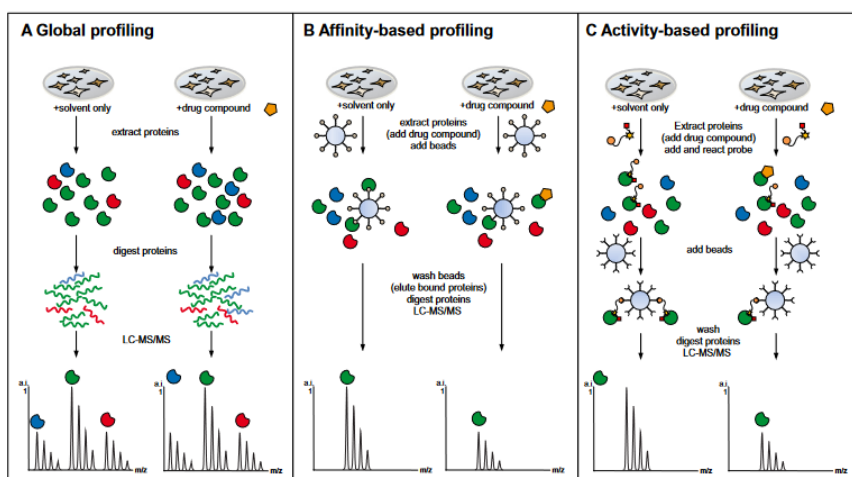 A Global profiling
+solvent only
+drug compound
extract proteins
digest proteins
LC-MS/MS
a.i.
1
m/z
a.i.
1
m/z
B Affinity-based profiling
+solvent only
+drug compound
extract proteins
(add drug compound)
add beads
wash beads
(elute bound proteins)
digest proteins
LC-MS/MS
a.i.
1
m/z
a.i.
1
m/z
C Activity-based profiling
+solvent only
+drug compound
Extract proteins
(add drug compound)
add and react probe
add beads
wash
digest proteins
LC-MS/MS
a.i.
1
m/z
a.i.
1
m/z